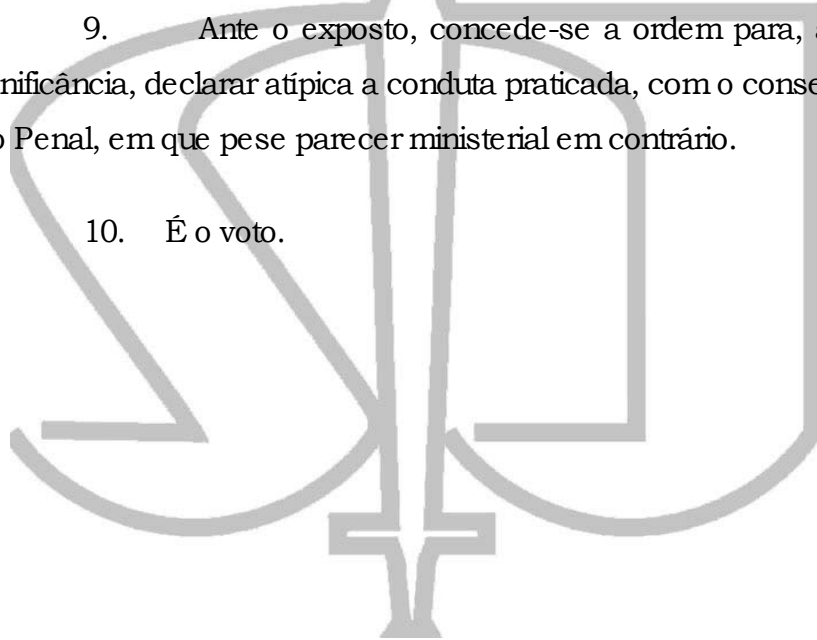 9. Ante o exposto, concede-se a ordem para,
nificância, declarar atípica a conduta praticada, com o conse
o Penal, em que pese parecer ministerial em contrário.
10. É o voto.